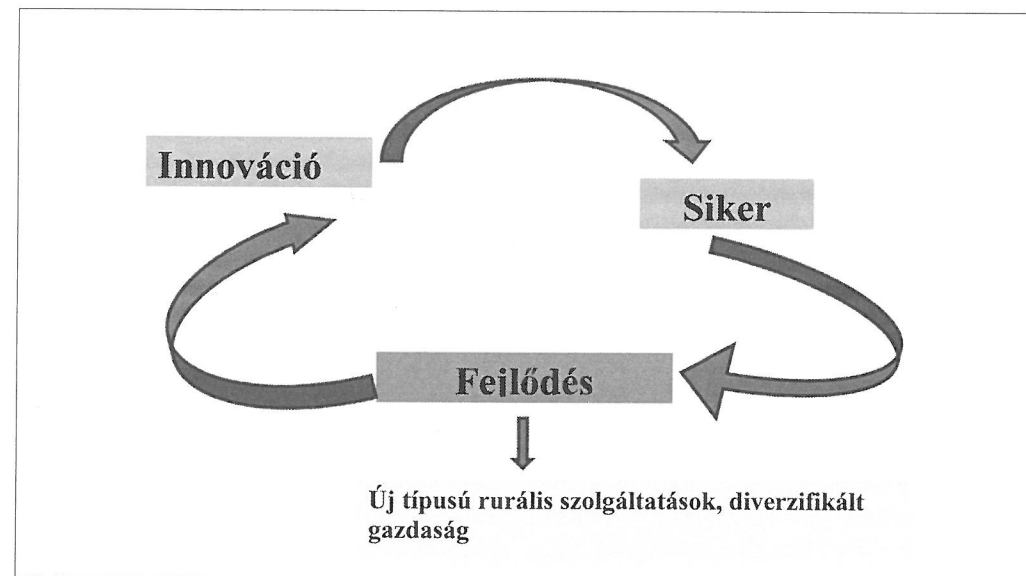 Innováció
Siker
Fejlődés
Új típusú rurális szolgáltatások, diverzifikált
gazdaság